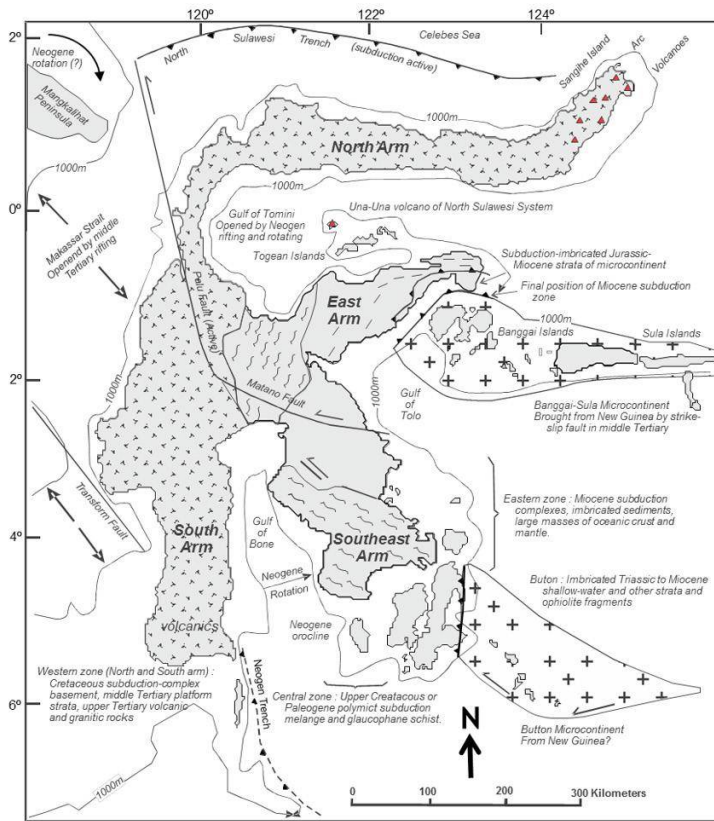 120°
122°
124°
2°
0°
2°
4°
6°
Neogene
rotation (?)
Mangkalihat
Peninsula
North
Sulawesi
Trench
(subduction active)
Celebes Sea
Sangihe Island
Arc
Volcanoes
1000m
North Arm
1000m
1000m
1000m
Makassar Strait
Openend by middle
Tertiary rifting
Gulf of Tomini
Opened by Neogen
rifting and rotating
Una-Una volcano of North Sulawesi System
Togean Islands
Subduction-imbricated Jurassic-
Miocene strata of microcontinent
Final position of Miocene subduction
zone
1000m
Palu Fault (Active)
East
Arm
Banggai Islands
Sula Islands
1000m
Matano Fault
1000m
Gulf
of
Tolo
Banggai-Sula Microcontinent
Brought from New Guinea by strike-
slip fault in middle Tertiary
Transform Fault
South
Arm
Gulf
of
Bone
Southeast
Arm
Eastern zone : Miocene subduction
complexes, imbricated sediments,
large masses of oceanic crust and
mantle.
Neogene
Rotation
Buton : Imbricated Triassic to Miocene
shallow-water and other strata and
ophiolite fragments
volcanics
Neogene
orocline
Western zone (North and South arm) :
Cretaceous subduction-complex
basement, middle Tertiary platform
strata, upper Tertiary volcanic
and granitic rocks
Neogen Trench
Central zone : Upper Creatacous or
Paleogene polymict subduction
melange and glaucophane schist.
N
Button Microcontinent
From New Guinea?
1000m
0
100
200
300 Kilometers